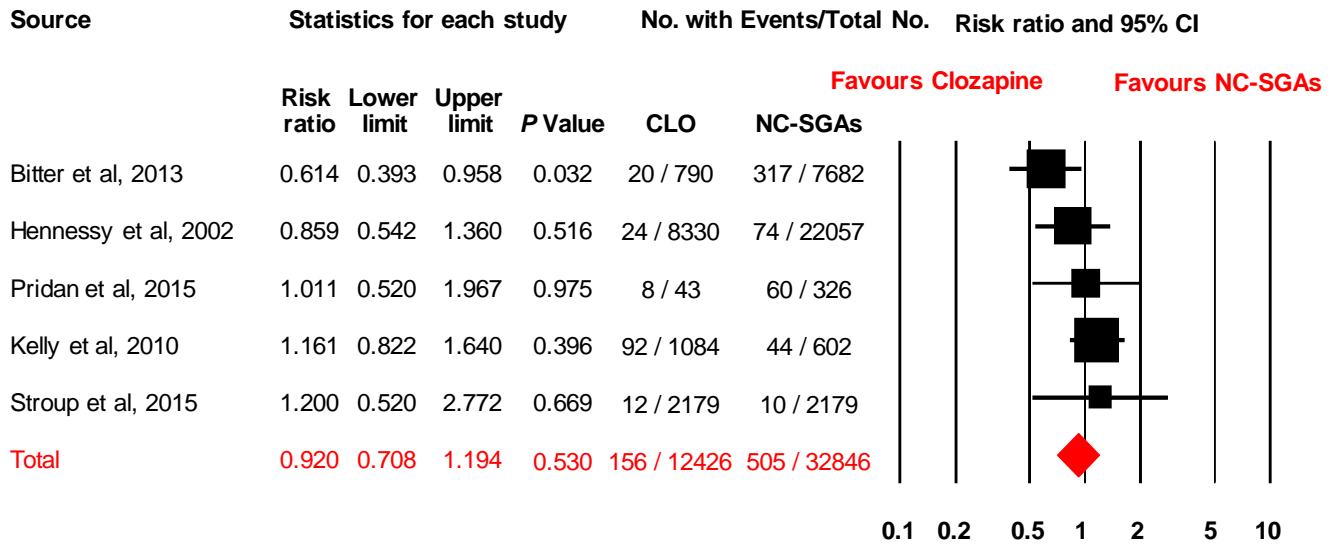 Source Statistics for each study No. with Events/Total No. Risk ratio and 95% CI
Favours Clozapine Favours NC-SGAs
Risk ratio Lower limit Upper limit P Value CLO NC-SGAs
Bitter et al, 2013 0.614 0.393 0.958 0.032 20 / 790 317 / 7682
Hennessy et al, 2002 0.859 0.542 1.360 0.516 24 / 8330 74 / 22057
Pridan et al, 2015 1.011 0.520 1.967 0.975 8 / 43 60 / 326
Kelly et al, 2010 1.161 0.822 1.640 0.396 92 / 1084 44 / 602
Stroup et al, 2015 1.200 0.520 2.772 0.669 12 / 2179 10 / 2179
Total 0.920 0.708 1.194 0.530 156 / 12426 505 / 32846
0.1 0.2 0.5 1 2 5 10